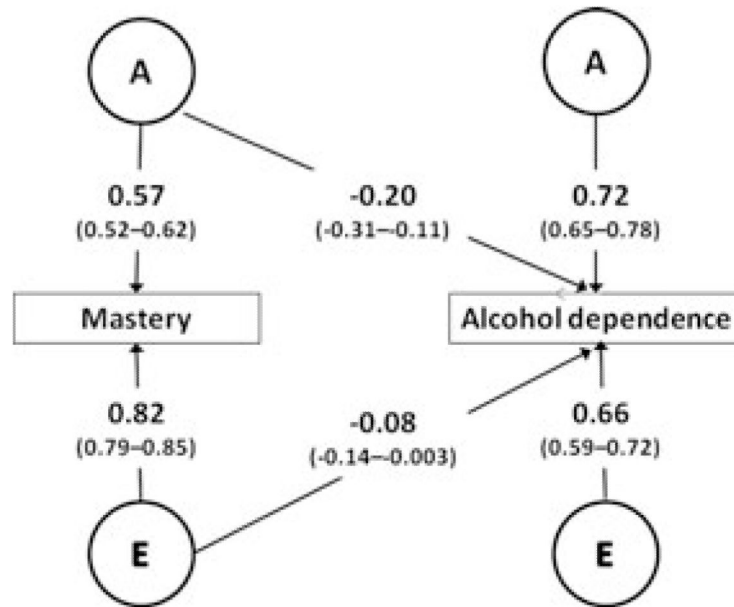 A A
0.57 -0.20 0.72
(0.52–0.62) (-0.31–-0.11) (0.65–0.78)
Mastery Alcohol dependence
0.82 -0.08 0.66
(0.79–0.85) (-0.14–-0.003) (0.59–0.72)
E E